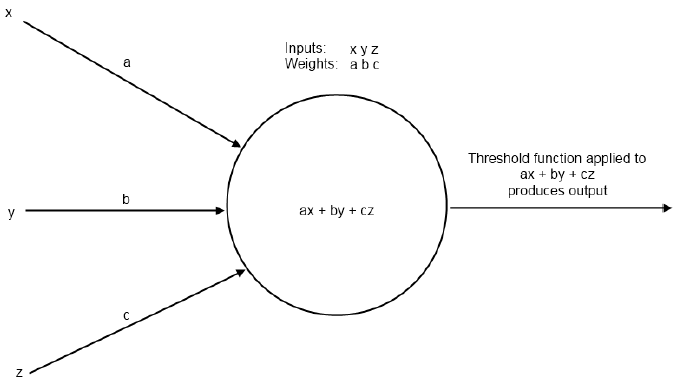 x
Inputs: x y z
Weights: a b c
a
Threshold function applied to
ax + by + cz
produces output
b
y
ax + by + cz
c
z